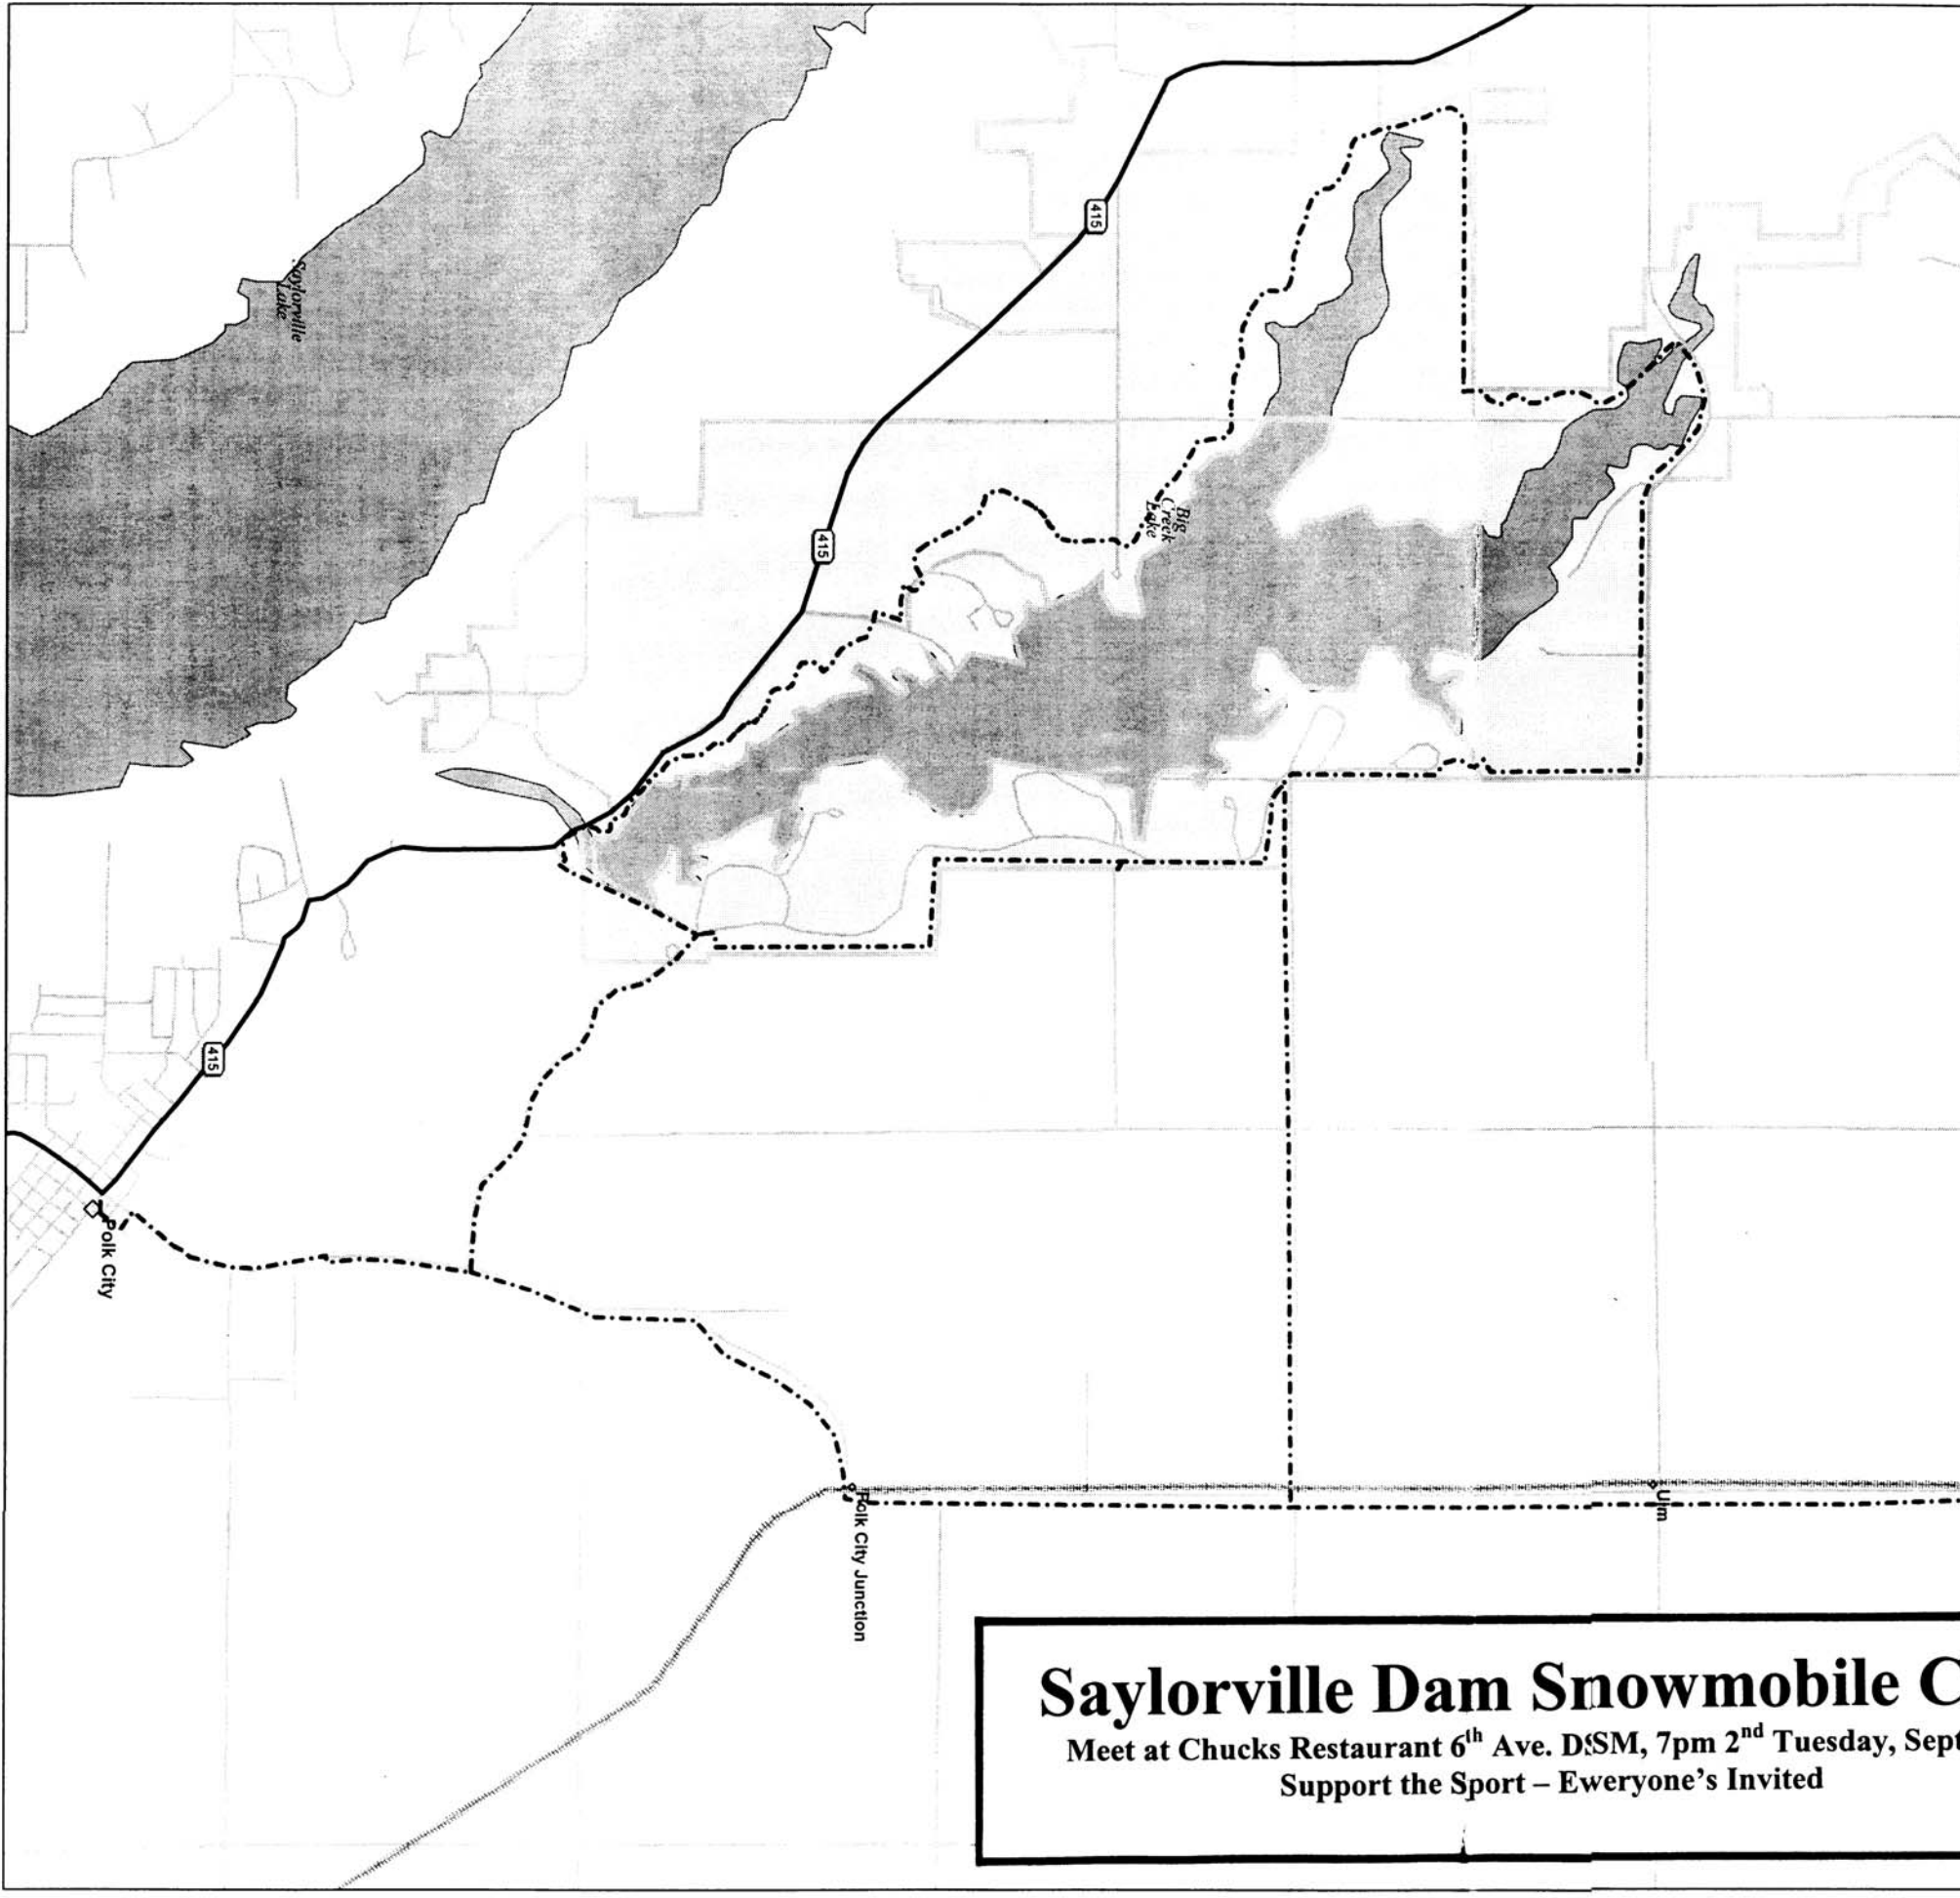 415
Saylorville
Lake
415
Big
Creek
Lake
415
Polk City
Polk City Junction
Ulm
Saylorville Dam Snowmobile C
Meet at Chucks Restaurant 6th Ave. DSM, 7pm 2nd Tuesday, Sept
Support the Sport – Everyone's Invited